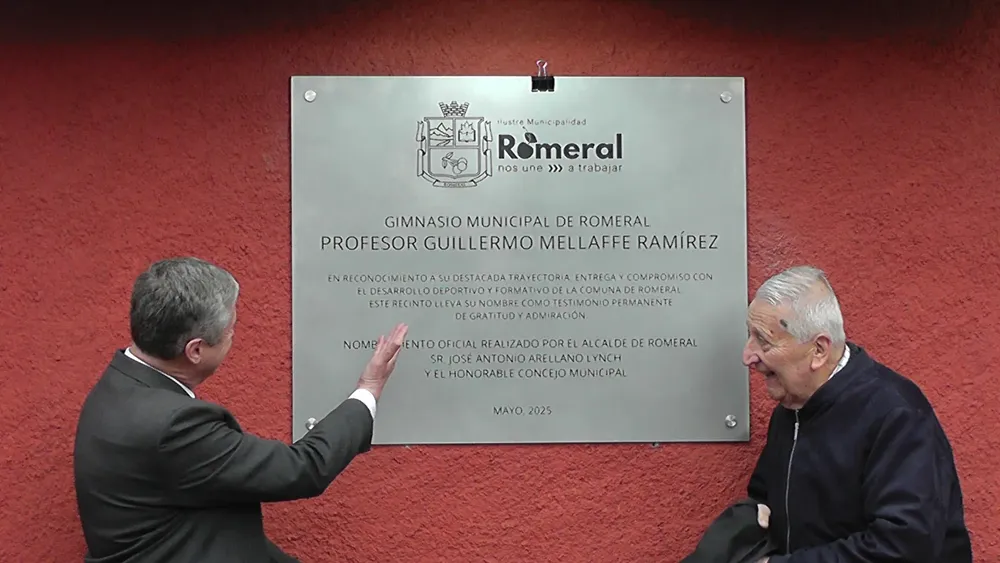 Ilustre Municipalidad
Romeral
nos une >>> a trabajar
GIMNASIO MUNICIPAL DE ROMERAL
PROFESOR GUILLERMO MELLAFFE RAMÍREZ
EN RECONOCIMIENTO A SU DESTACADA TRAYECTORIA, ENTREGA Y COMPROMISO CON
EL DESARROLLO DEPORTIVO Y FORMATIVO DE LA COMUNA DE ROMERAL
ESTE RECINTO LLEVA SU NOMBRE COMO TESTIMONIO PERMANENTE
DE GRATITUD Y ADMIRACIÓN
NOMBRAMIENTO OFICIAL REALIZADO POR EL ALCALDE DE ROMERAL
SR. JOSÉ ANTONIO ARELLANO LYNCH
Y EL HONORABLE CONCEJO MUNICIPAL
MAYO, 2025